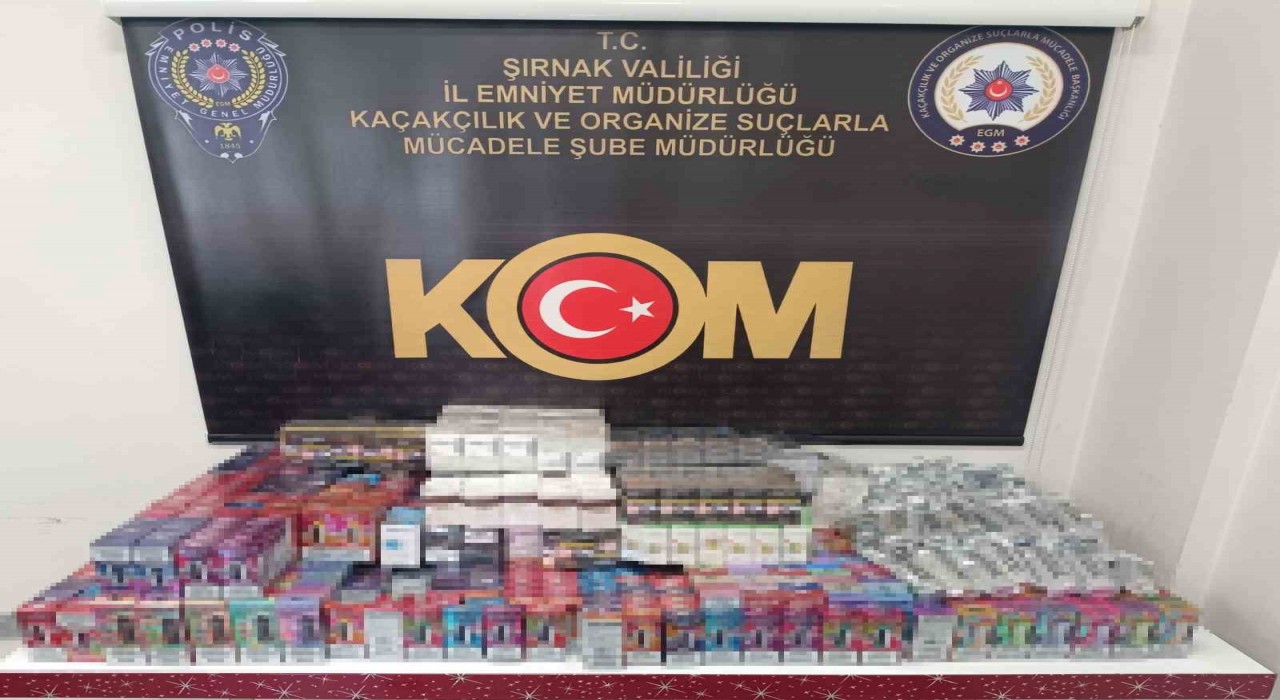 T.C.
ŞIRNAK VALİLİĞİ
İL EMNİYET MÜDÜRLÜĞÜ
KAÇAKÇILIK VE ORGANİZE SUÇLARLA
MÜCADELE ŞUBE MÜDÜRLÜĞÜ
POLİS
EMNİYET GENEL MÜDÜRLÜĞÜ
EGM
1845
KAÇAKÇILIK VE ORGANİZE SUÇLARLA MÜCADELE BAŞKANLIĞI
EGM
KOM